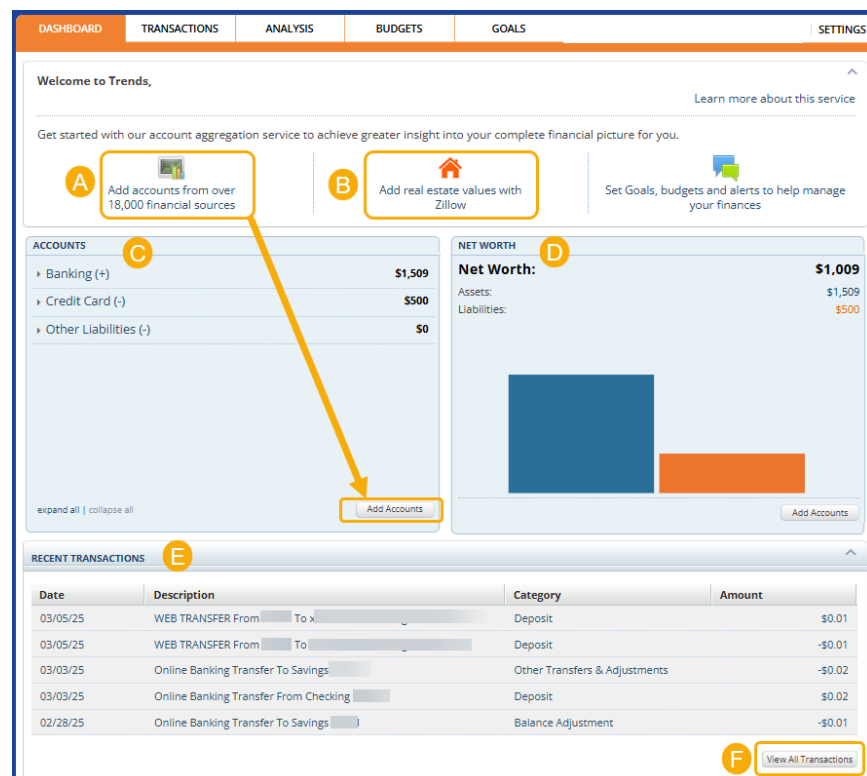 DASHBOARD TRANSACTIONS ANALYSIS BUDGETS GOALS SETTINGS
Welcome to Trends,
Learn more about this service
Get started with our account aggregation service to achieve greater insight into your complete financial picture for you.
A Add accounts from over
18,000 financial sources
B Add real estate values with
Zillow
Set Goals, budgets and alerts to help manage
your finances
ACCOUNTS C
Banking (+) $1,509
Credit Card (-) $500
Other Liabilities (-) $0
expand all | collapse all Add Accounts
NET WORTH D
Net Worth: $1,009
Assets: $1,509
Liabilities: $500
Add Accounts
RECENT TRANSACTIONS E
Date Description Category Amount
03/05/25 WEB TRANSFER From To x Deposit $0.01
03/05/25 WEB TRANSFER From To Deposit -$0.01
03/03/25 Online Banking Transfer To Savings Other Transfers & Adjustments -$0.02
03/03/25 Online Banking Transfer From Checking Deposit $0.02
02/28/25 Online Banking Transfer To Savings Balance Adjustment -$0.01
F View All Transactions